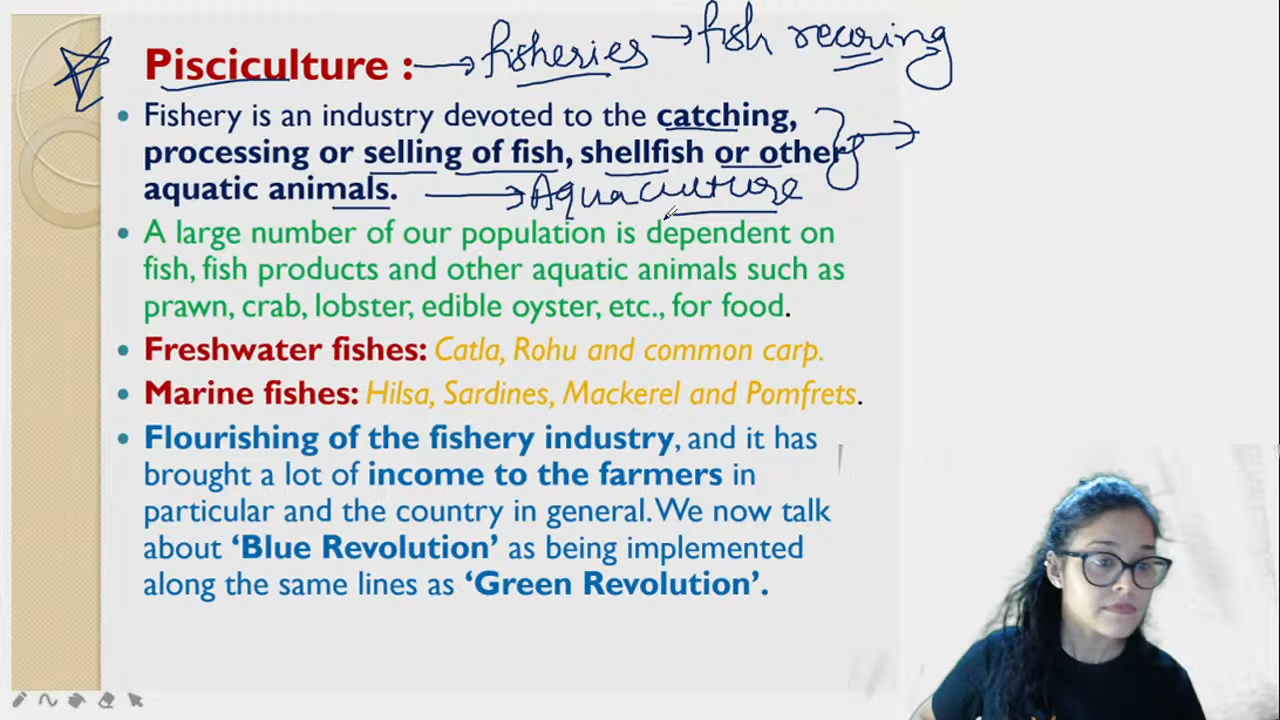 Pisciculture : → fisheries → fish recuring
Fishery is an industry devoted to the catching,
processing or selling of fish, shellfish or other
aquatic animals. → Aquaculture
A large number of our population is dependent on
fish, fish products and other aquatic animals such as
prawn, crab, lobster, edible oyster, etc., for food.
Freshwater fishes: Catla, Rohu and common carp.
Marine fishes: Hilsa, Sardines, Mackerel and Pomfrets.
Flourishing of the fishery industry, and it has
brought a lot of income to the farmers in
particular and the country in general. We now talk
about ‘Blue Revolution’ as being implemented
along the same lines as ‘Green Revolution’.